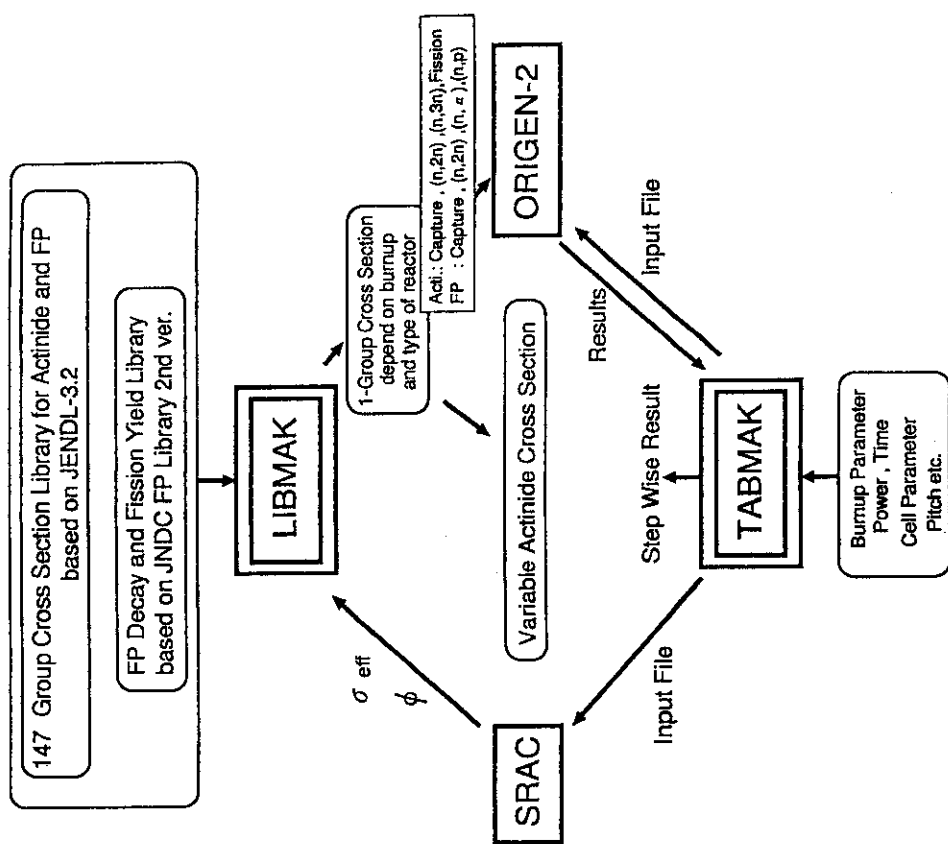 147 Group Cross Section Library for Actinide and FP
based on JENDL-3.2
FP Decay and Fission Yield Library
based on JNDC FP Library 2nd ver.
LIBMAK
σ eff
ϕ
1-Group Cross Section
depend on burnup
and type of reactor
Acti.: Capture , (n,2n) ,(n,3n),Fission
FP : Capture , (n,2n) ,(n,α),(n,p)
SRAC
Variable Actinide Cross Section
ORIGEN-2
Input File
Step Wise Result
Results
Input File
TABMAK
Burnup Parameter
Power , Time
Cell Parameter
Pitch etc.